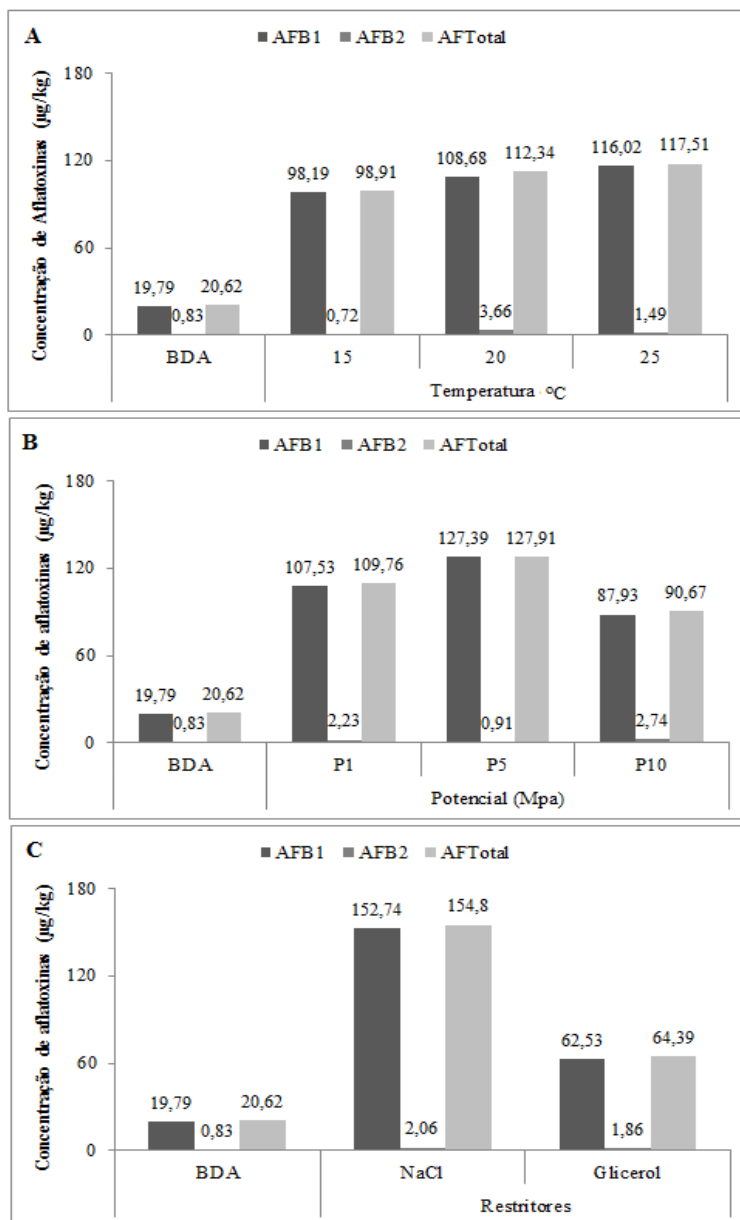 A
AFB1 AFB2 AFTotal
Concentração de Aflatoxinas (µg/kg)
180
120
60
0
19,79 0,83 20,62
98,19 0,72 98,91
108,68 3,66 112,34
116,02 1,49 117,51
BDA 15 20 25
Temperatura ºC
B
AFB1 AFB2 AFTotal
Concentração de aflatoxinas (µg/kg)
180
120
60
0
19,79 0,83 20,62
107,53 2,23 109,76
127,39 0,91 127,91
87,93 2,74 90,67
BDA P1 P5 P10
Potencial (Mpa)
C
AFB1 AFB2 AFTotal
Concentração de aflatoxinas (µg/kg)
180
120
60
0
19,79 0,83 20,62
152,74 2,06 154,8
62,53 1,86 64,39
BDA NaCl Glicerol
Restritores